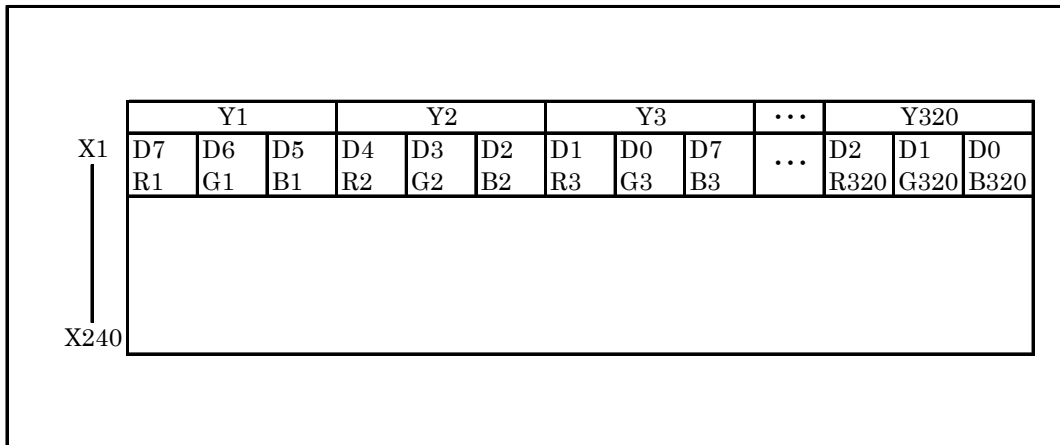 Y1 Y2 Y3 ··· Y320
X1 D7 D6 D5 D4 D3 D2 D1 D0 D7 ··· D2 D1 D0
R1 G1 B1 R2 G2 B2 R3 G3 B3 R320 G320 B320
X240